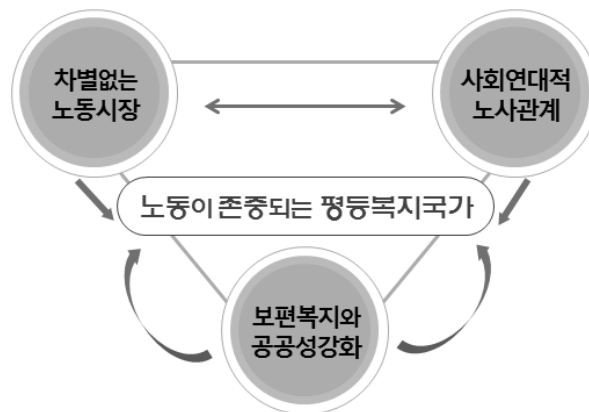 차별없는
노동시장
사회연대적
노사관계
노동이 존중되는 평등복지국가
보편복지와
공공성강화